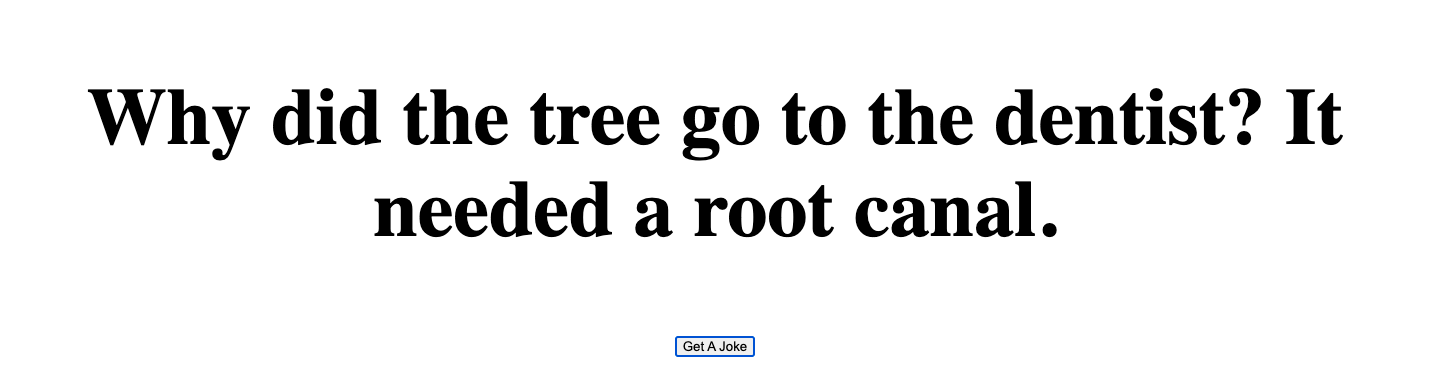 Why did the tree go to the dentist? It
needed a root canal.
Get A Joke